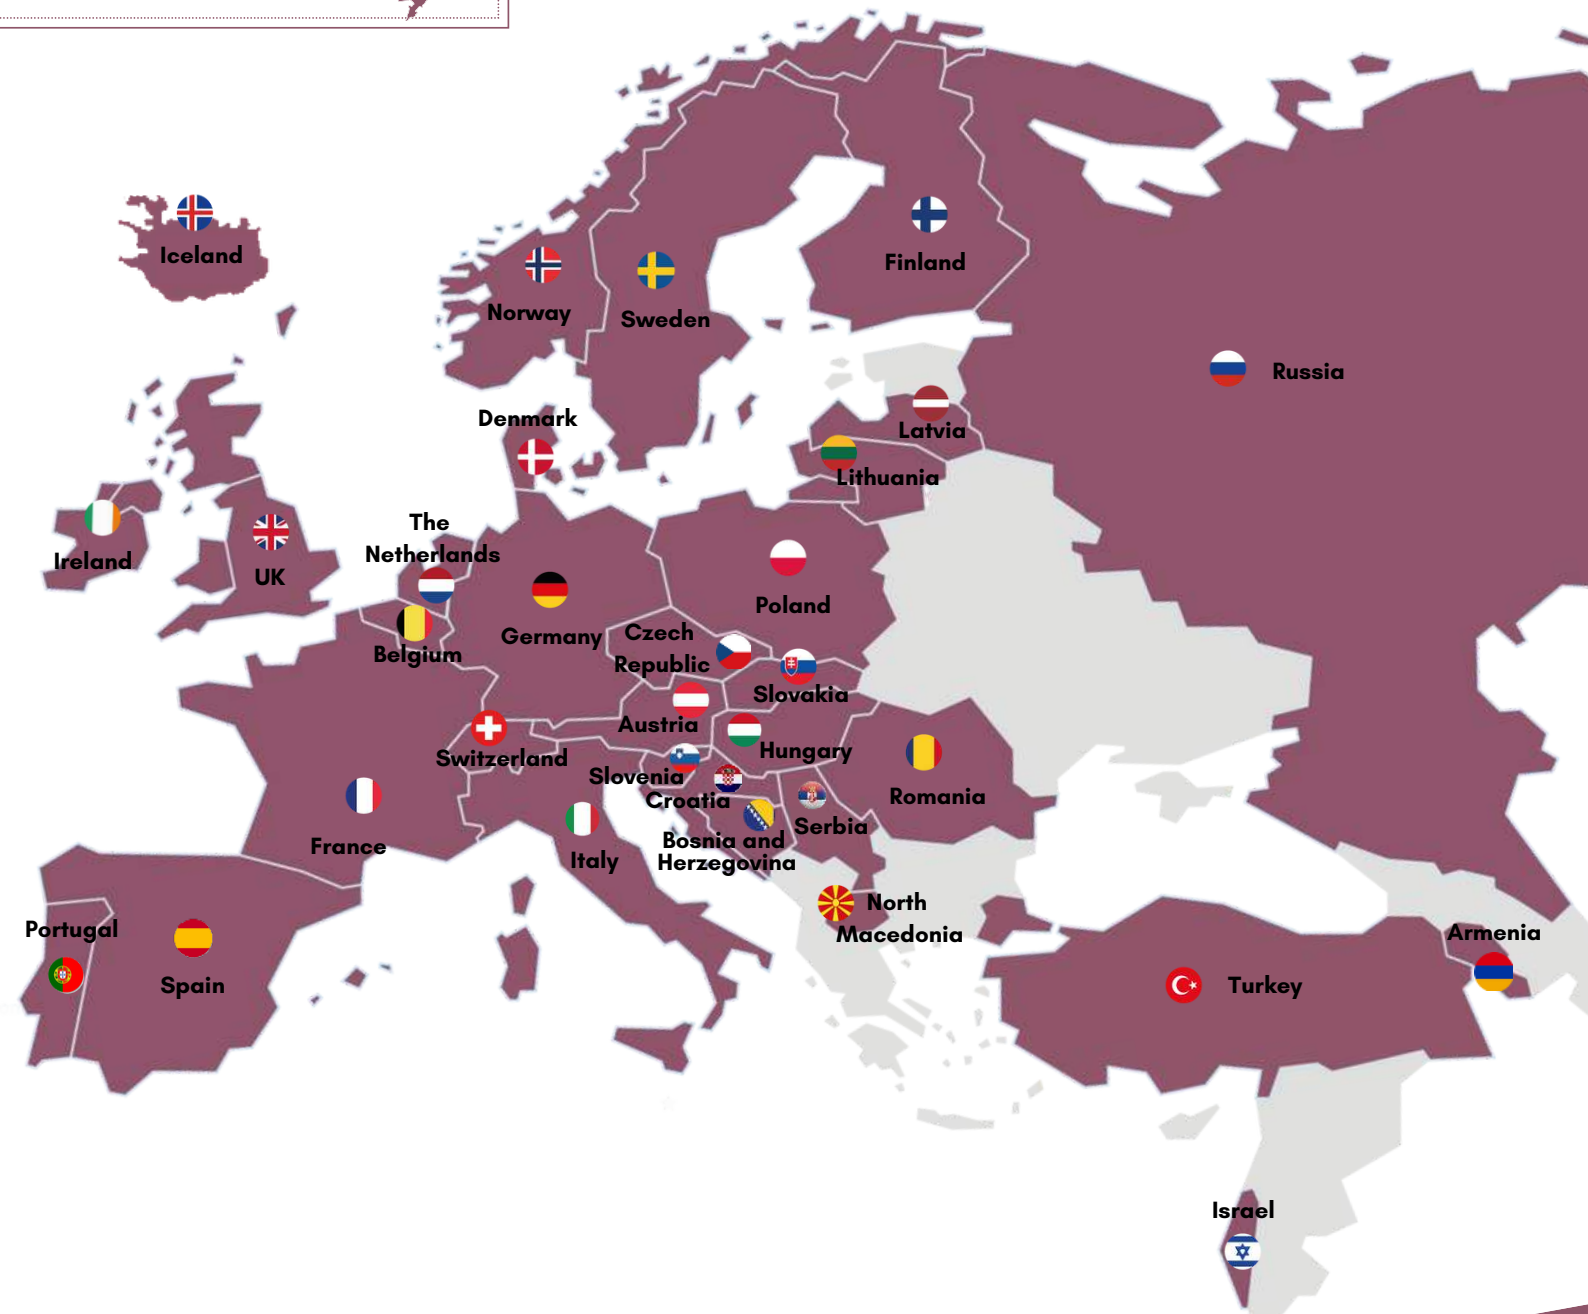 Iceland
Finland
Norway
Sweden
Russia
Denmark
Latvia
Lithuania
The
Netherlands
Ireland
UK
Poland
Germany
Czech
Republic
Belgium
Slovakia
Austria
Switzerland
Hungary
Slovenia
Croatia
Romania
Serbia
Bosnia and
Herzegovina
France
Italy
North
Macedonia
Portugal
Spain
Armenia
Turkey
Israel